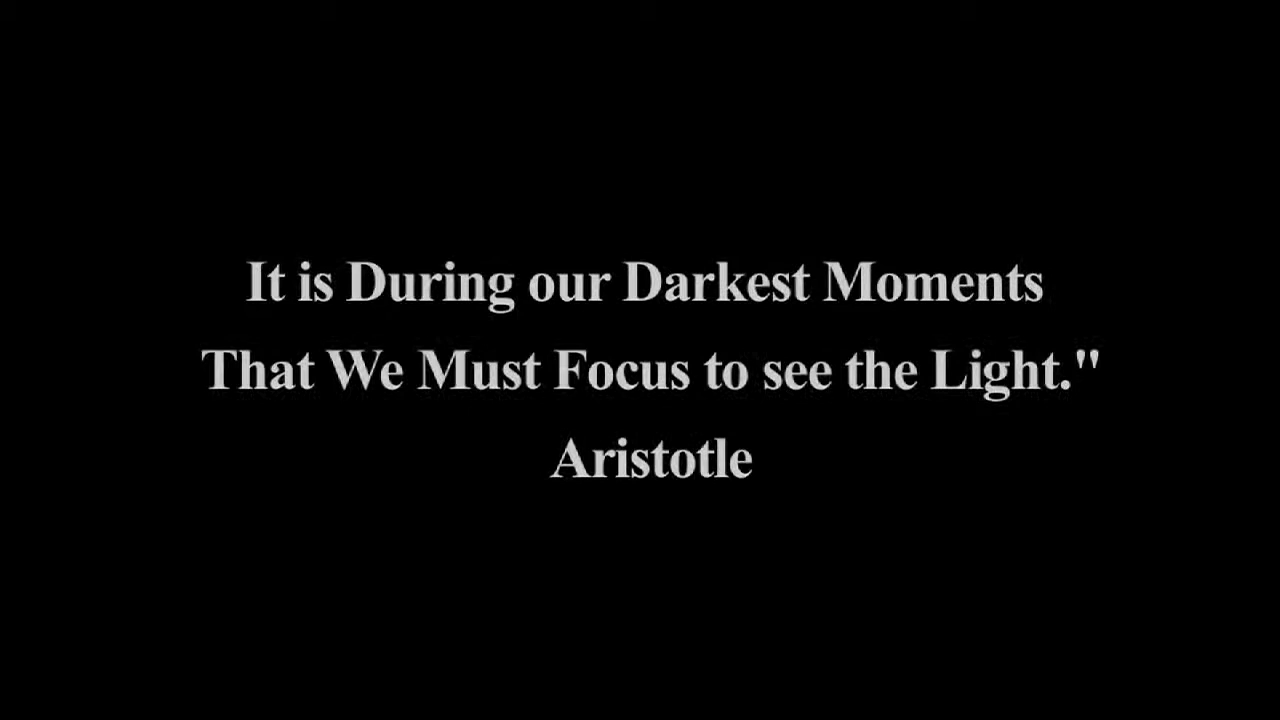 It is During our Darkest Moments
That We Must Focus to see the Light."
Aristotle